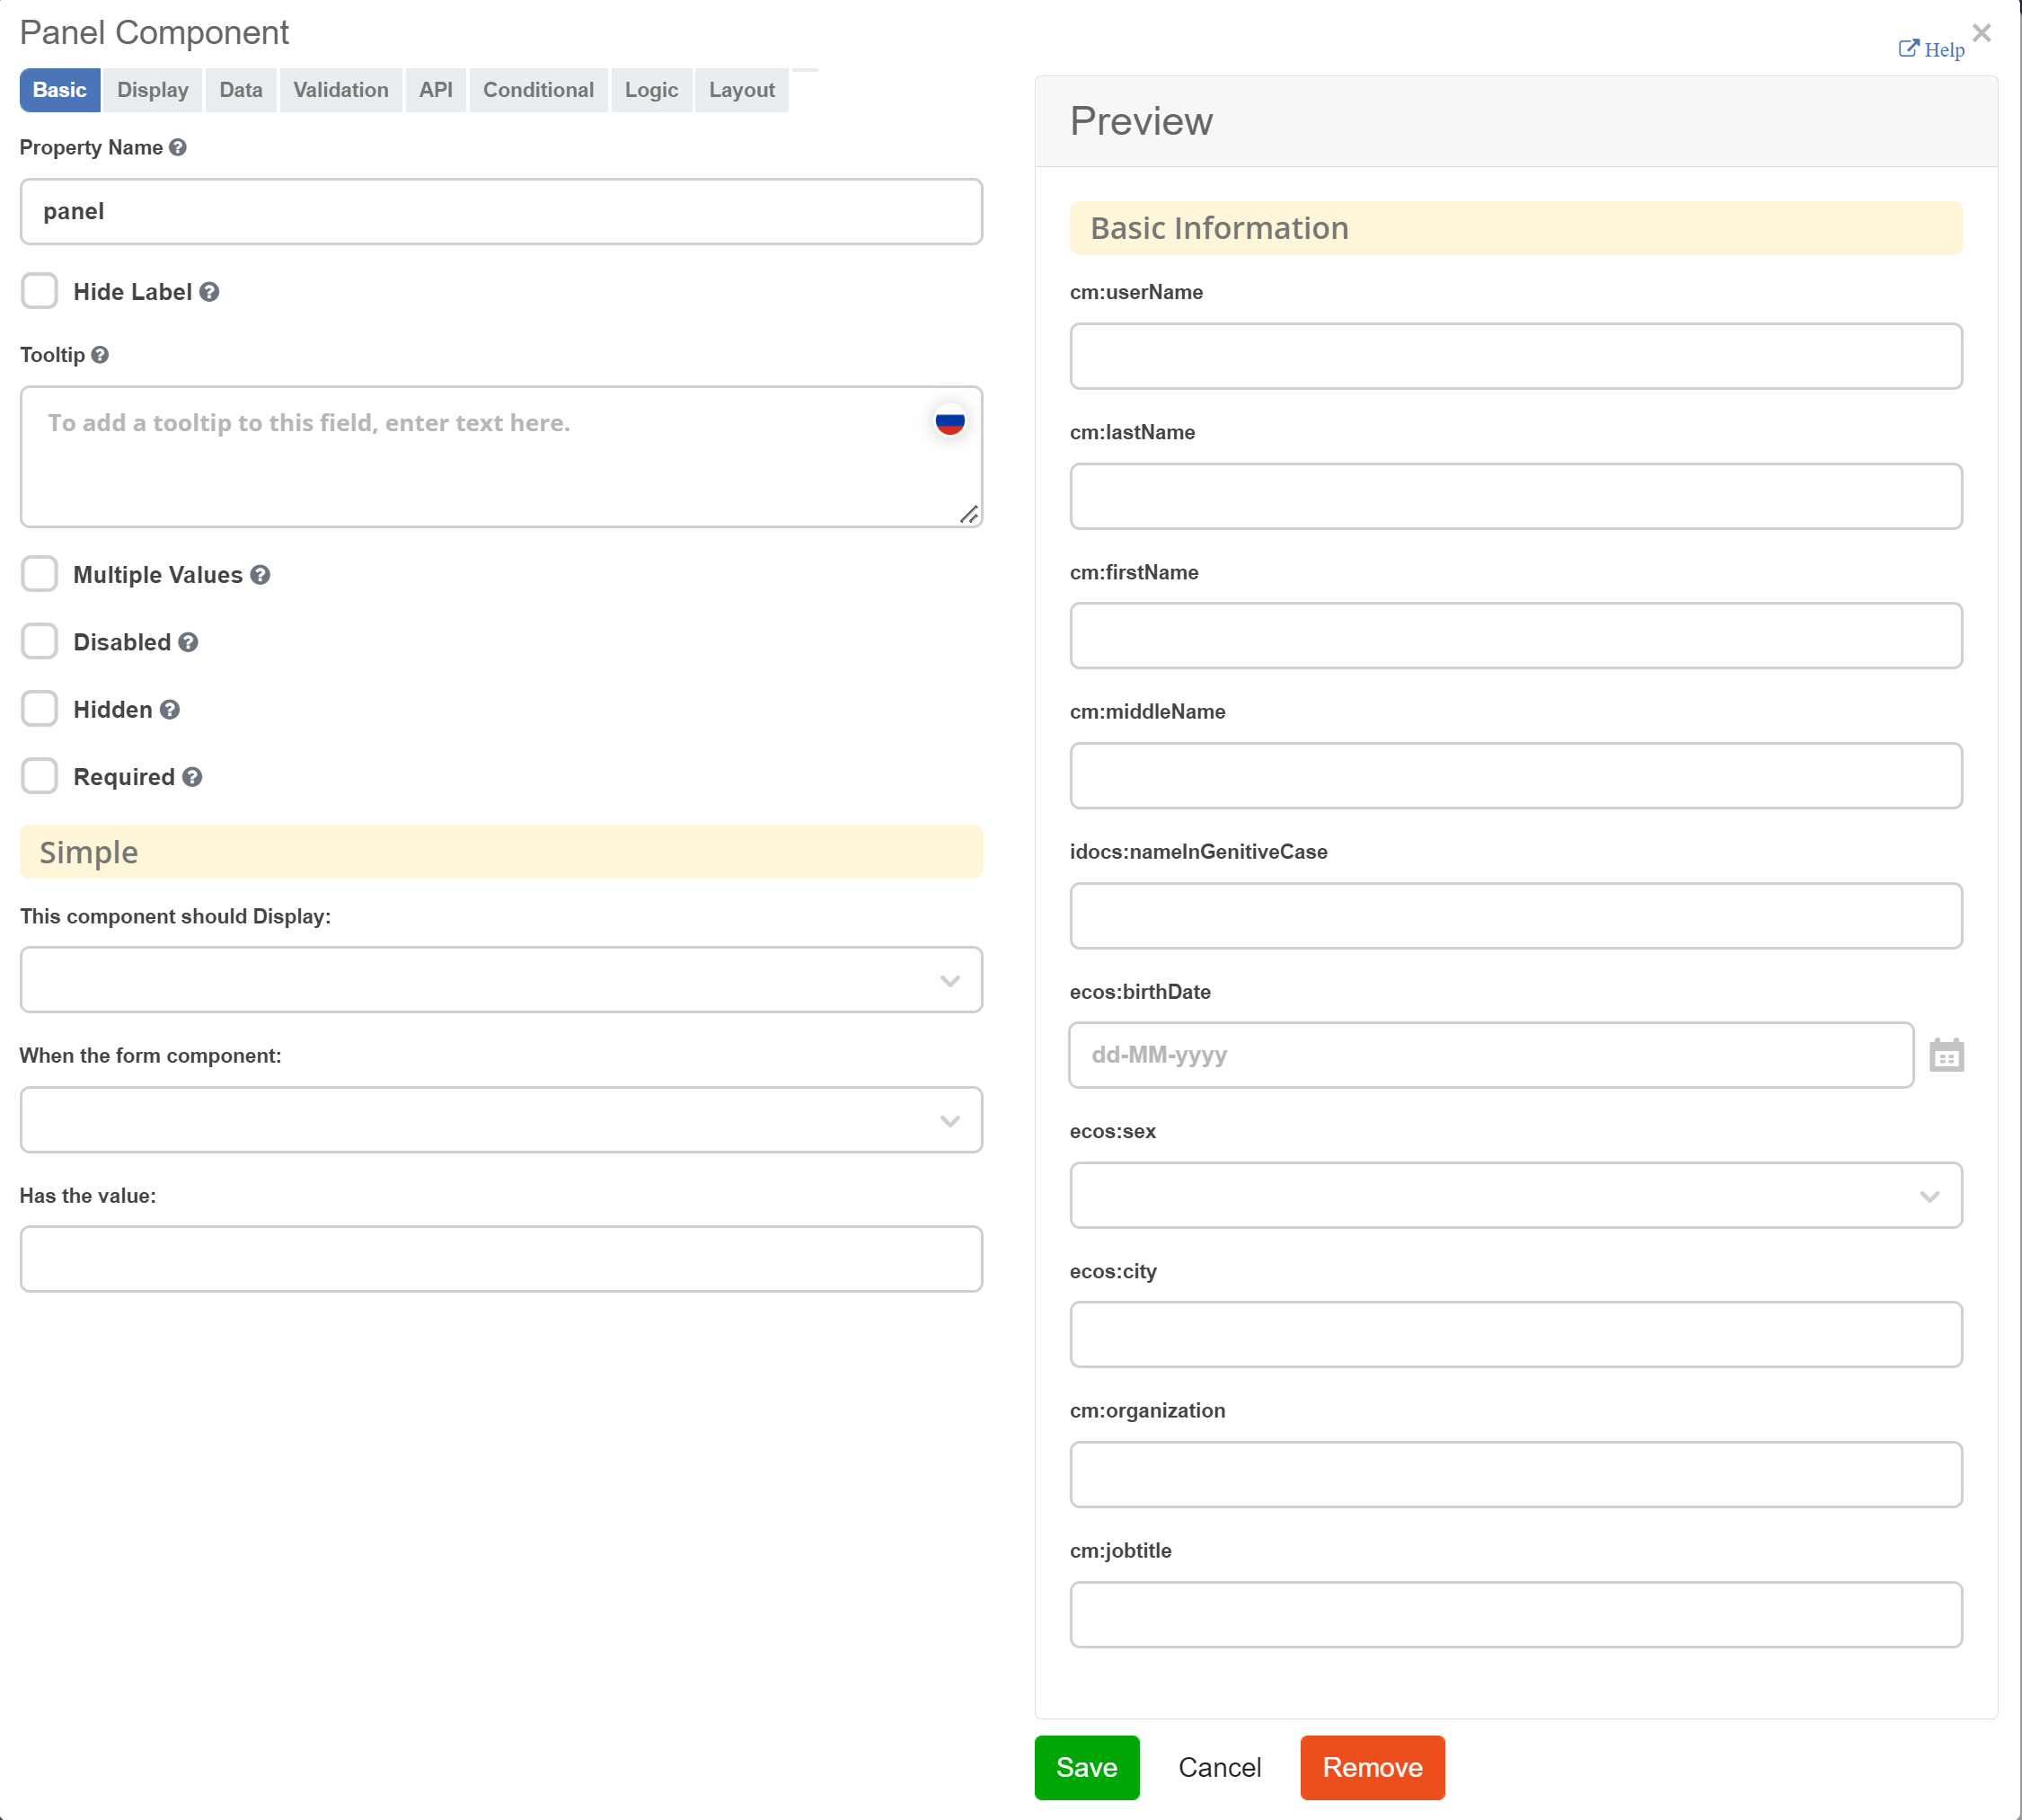 Panel Component
Help
Basic Display Data Validation API Conditional Logic Layout
Property Name
panel
Hide Label
Tooltip
To add a tooltip to this field, enter text here.
Multiple Values
Disabled
Hidden
Required
Simple
This component should Display:
When the form component:
Has the value:
Preview
Basic Information
cm:userName
cm:lastName
cm:firstName
cm:middleName
idocs:nameInGenitiveCase
ecos:birthDate
dd-MM-yyyy
ecos:sex
ecos:city
cm:organization
cm:jobtitle
Save Cancel Remove